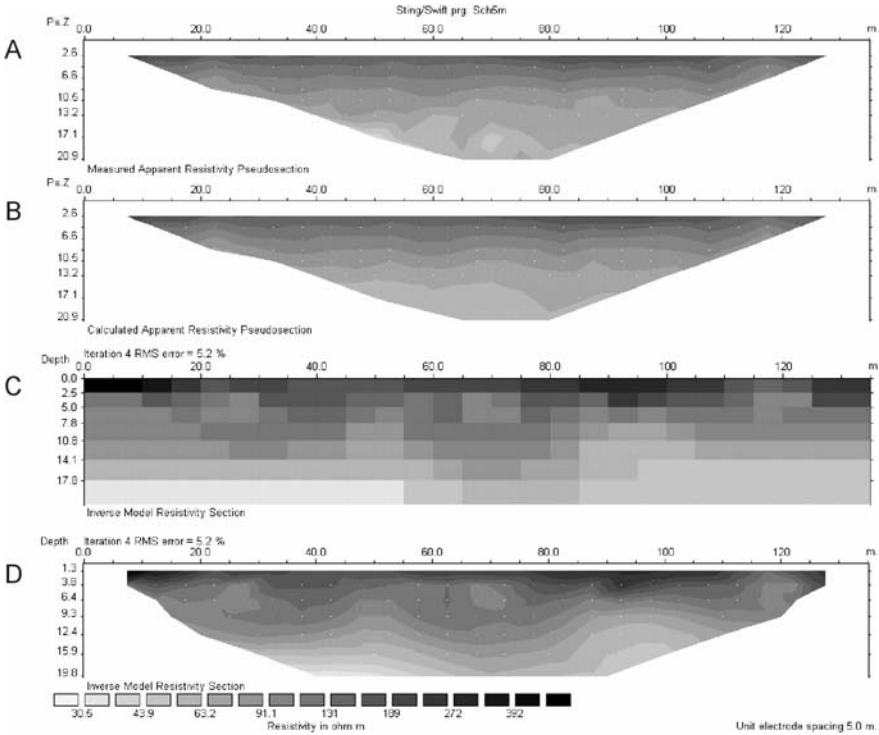 Sting/Swift prg: Sch5m
A
Ps.Z 0.0 20.0 40.0 60.0 80.0 100 120 m.
2.6
6.6
10.5
13.2
17.1
20.9
Measured Apparent Resistivity Pseudosection
B
Ps.Z 0.0 20.0 40.0 60.0 80.0 100 120 m.
2.6
6.6
10.5
13.2
17.1
20.9
Calculated Apparent Resistivity Pseudosection
C
Depth Iteration 4 RMS error = 5.2 %
0.0 20.0 40.0 60.0 80.0 100 120 m.
0.0
2.5
5.0
7.8
10.8
14.1
17.8
Inverse Model Resistivity Section
D
Depth Iteration 4 RMS error = 5.2 %
0.0 20.0 40.0 60.0 80.0 100 120 m.
1.3
3.8
6.4
9.3
12.4
15.9
19.8
Inverse Model Resistivity Section
30.5 43.9 63.2 91.1 131 189 272 392
Resistivity in ohm.m
Unit electrode spacing 5.0 m.